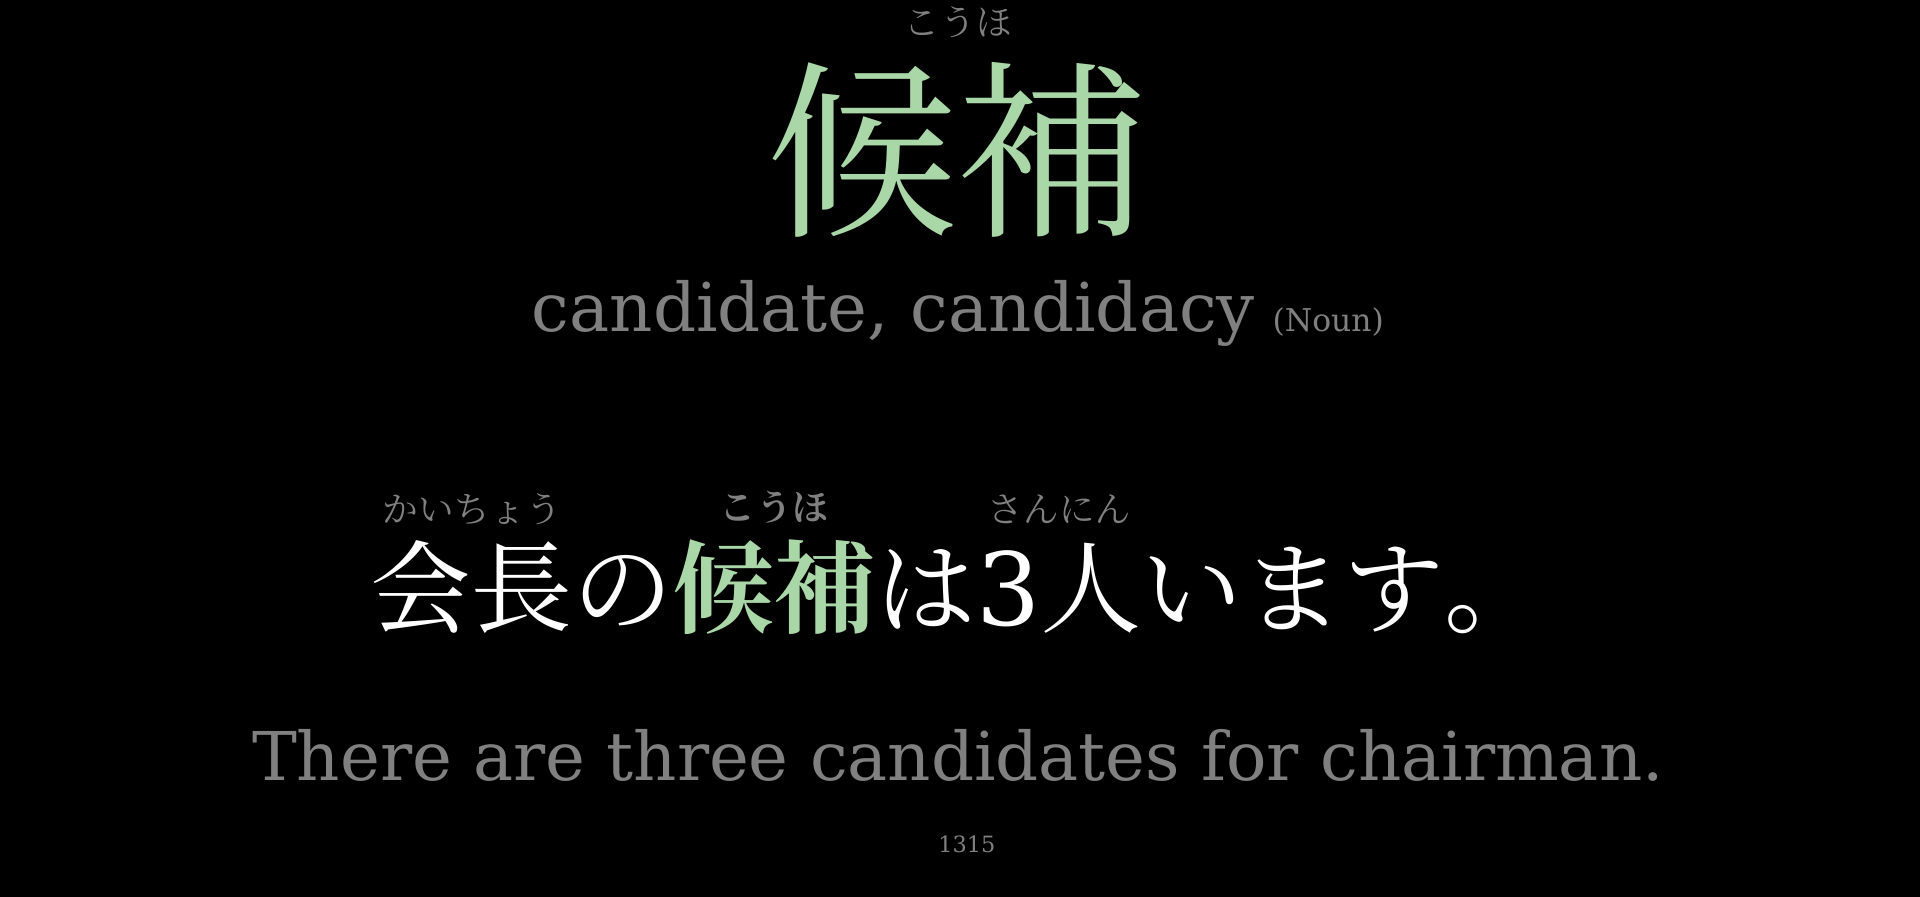 こうほ
候補
candidate, candidacy (Noun)
かいちょう こうほ さんにん
会長の候補は3人います。
There are three candidates for chairman.
1315